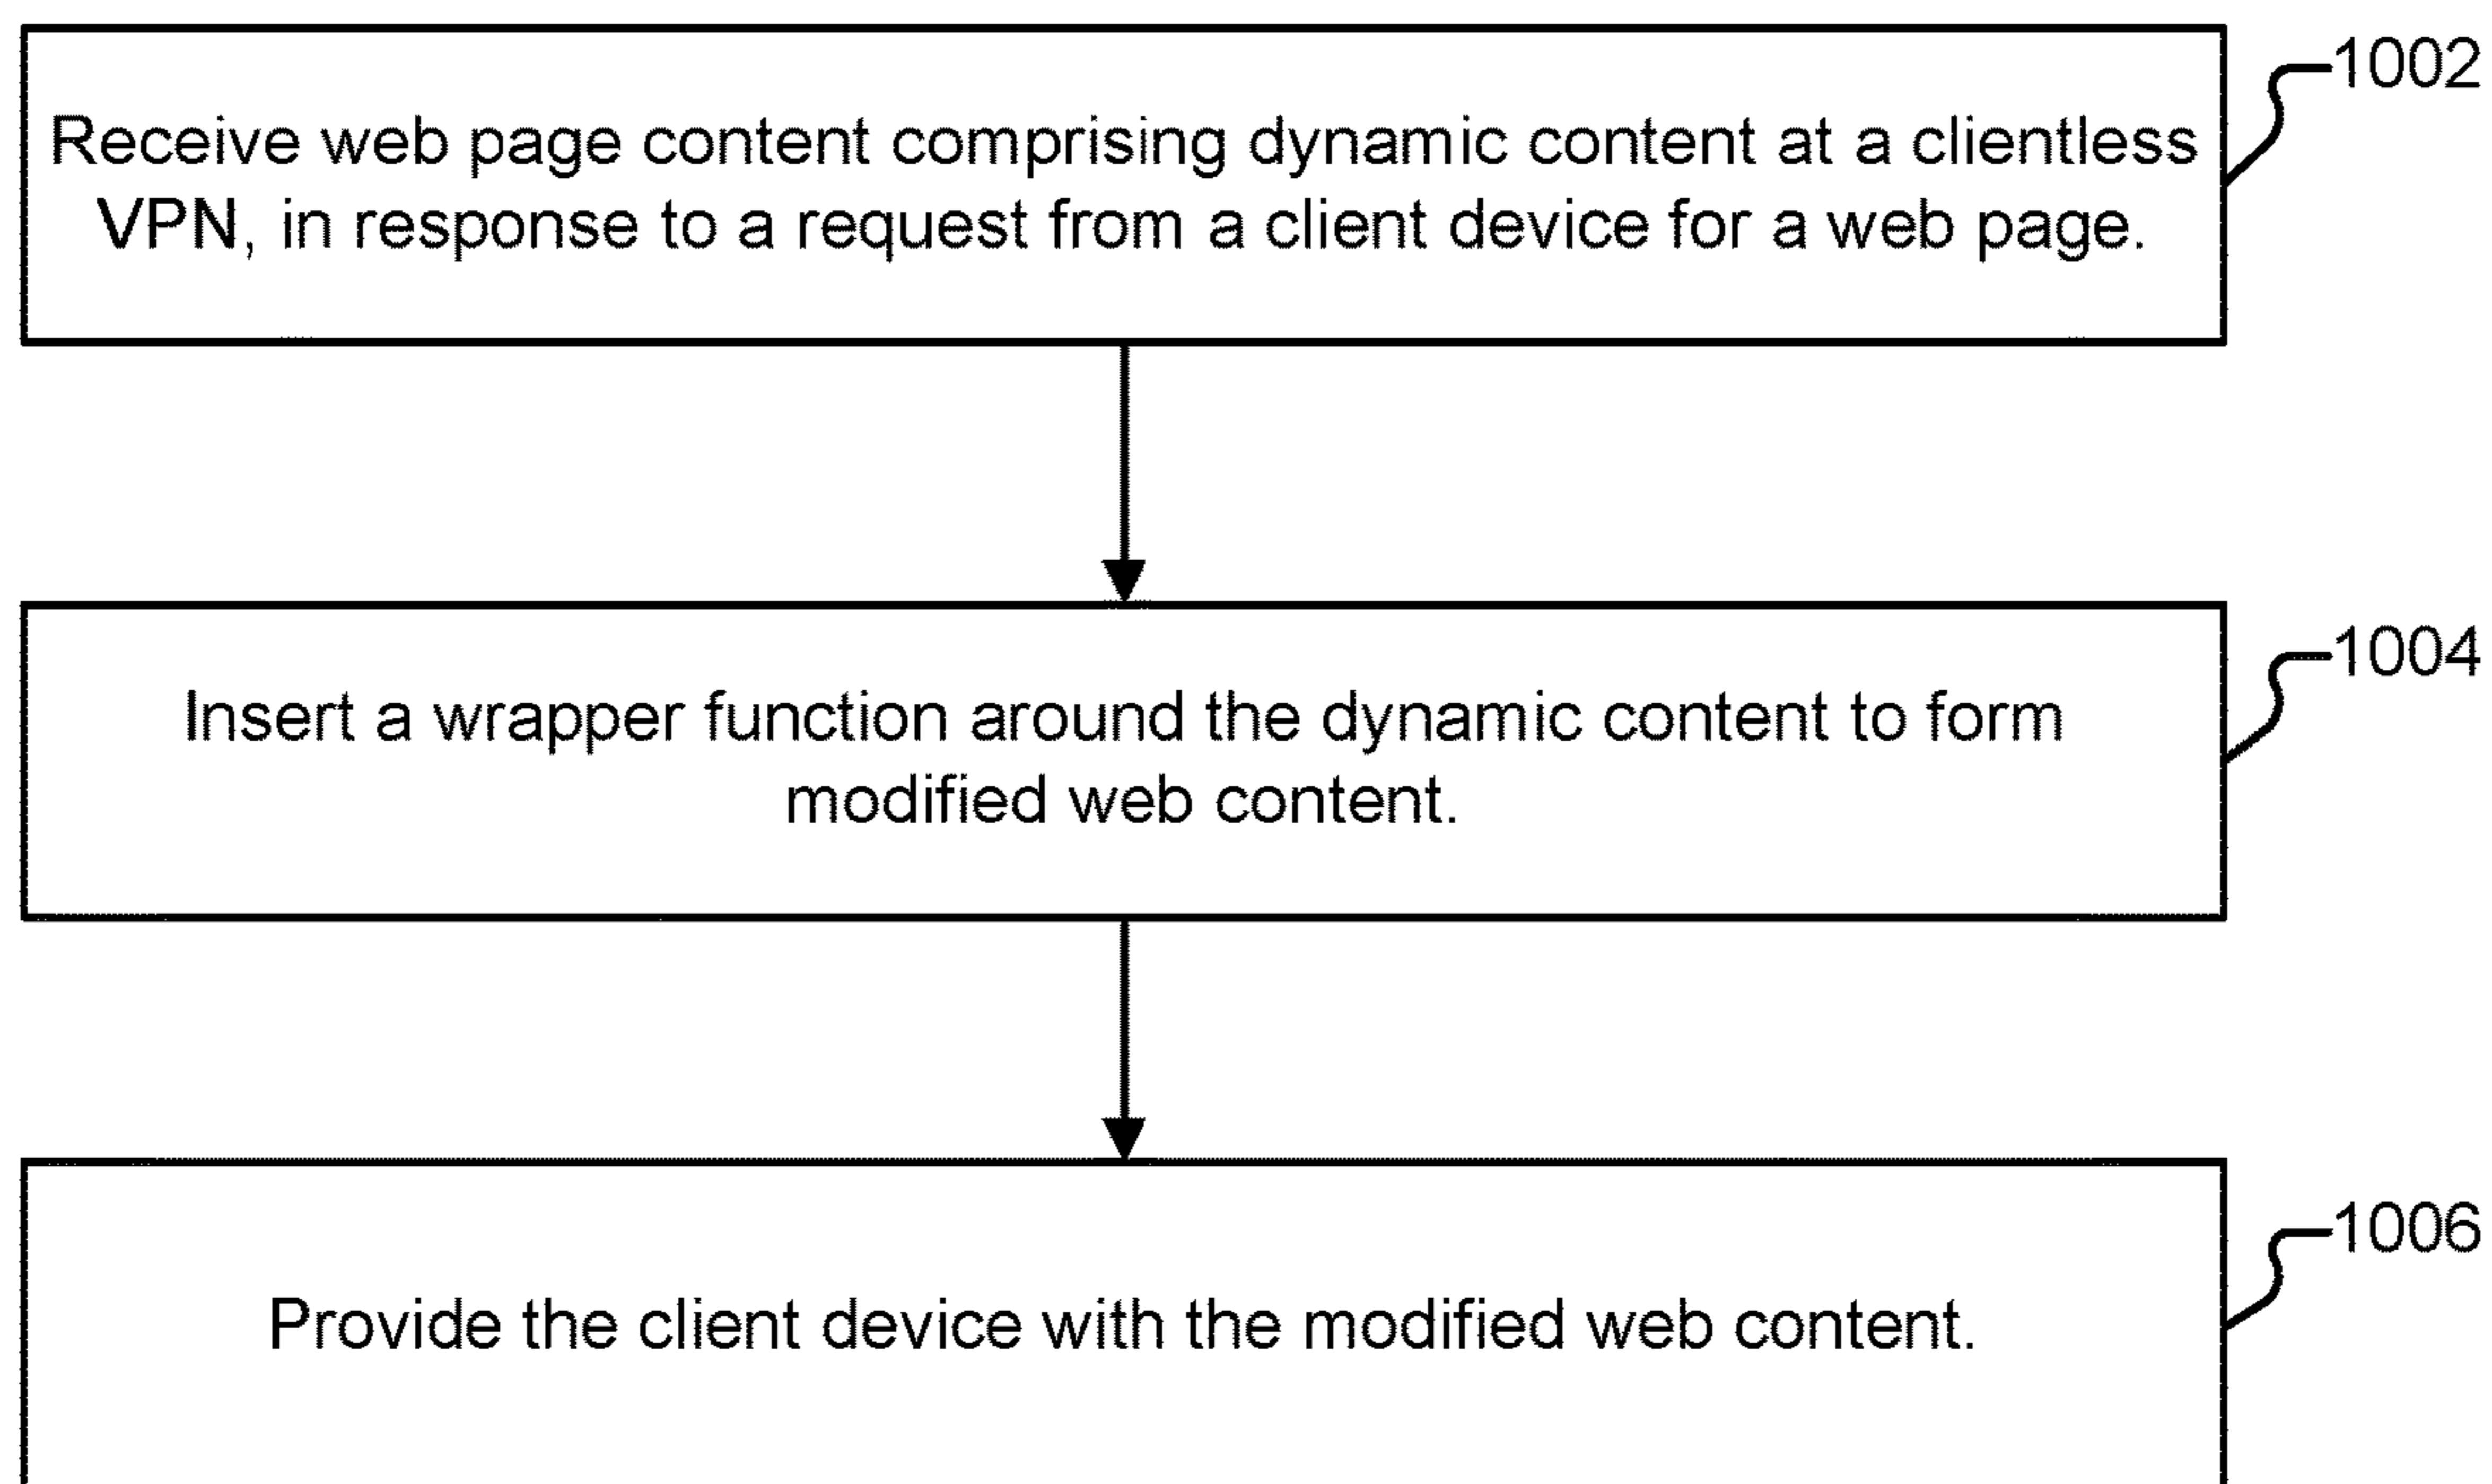 1002
Receive web page content comprising dynamic content at a clientless
VPN, in response to a request from a client device for a web page.
1004
Insert a wrapper function around the dynamic content to form
modified web content.
1006
Provide the client device with the modified web content.